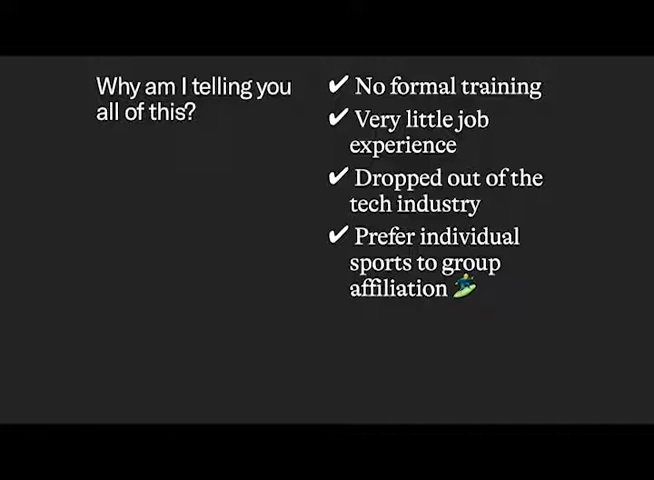 Why am I telling you
all of this?
✔ No formal training
✔ Very little job
experience
✔ Dropped out of the
tech industry
✔ Prefer individual
sports to group
affiliation 🏄